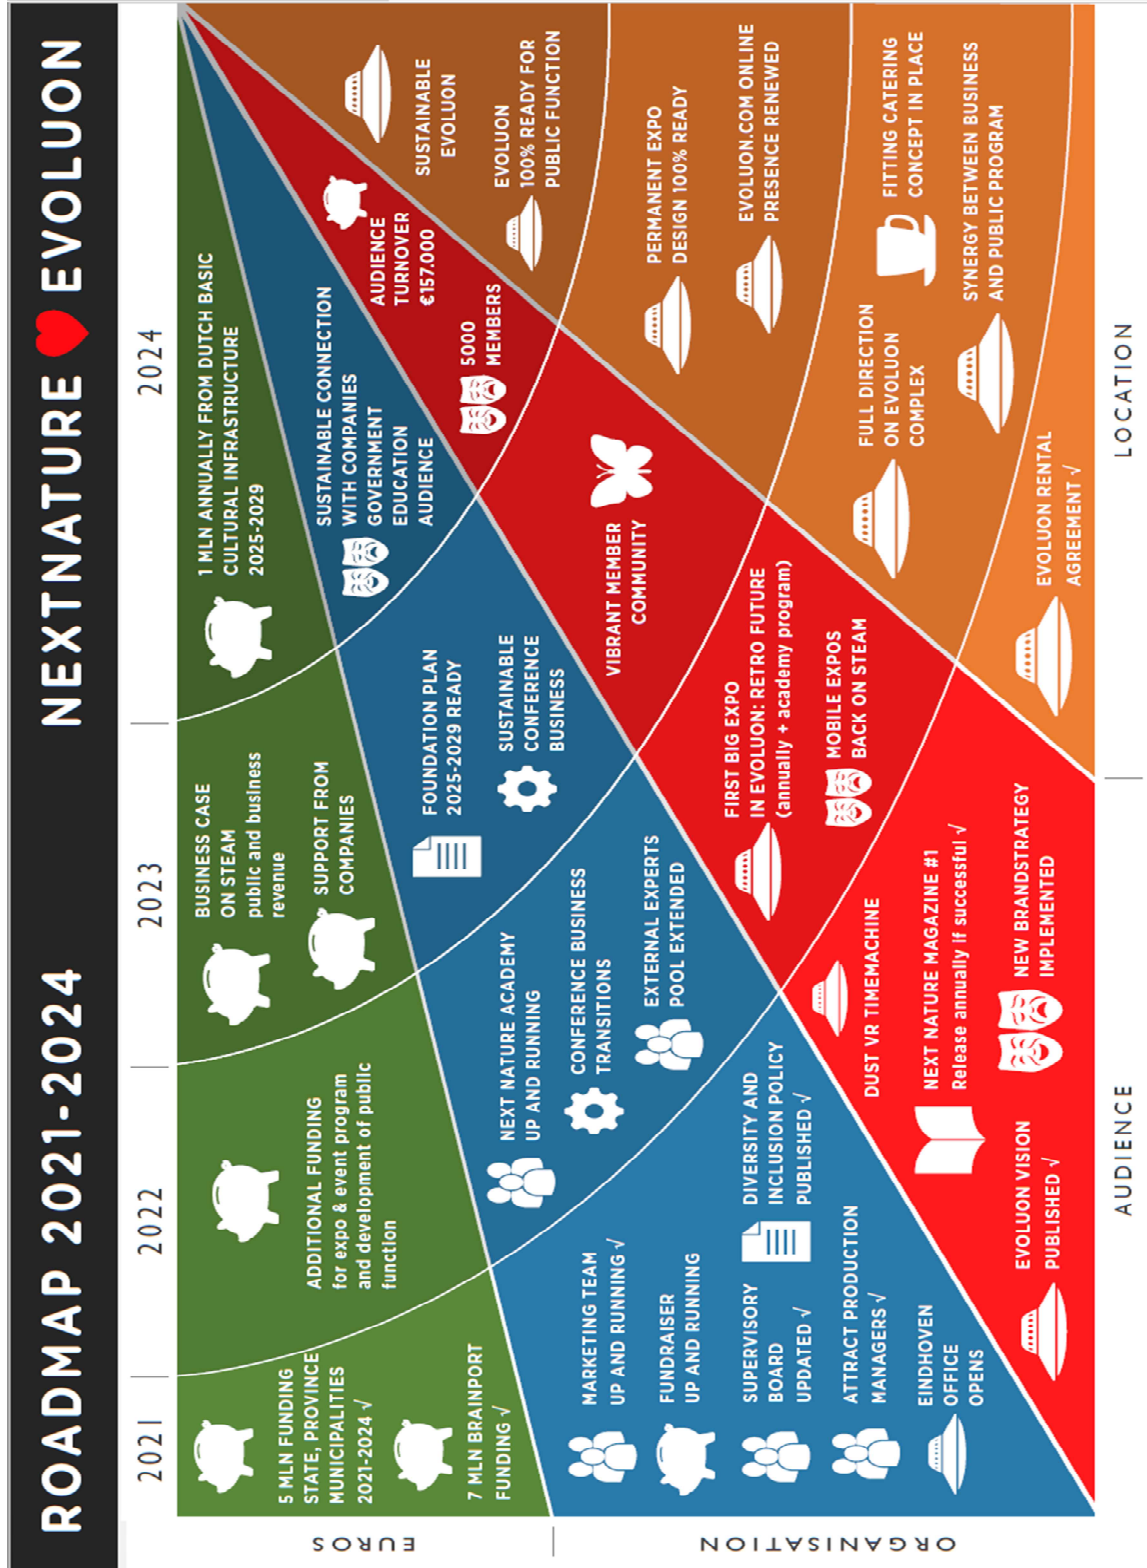 ROADMAP 2021-2024
NEXTNATURE EVOLUON
2021
2022
2023
2024
EUROS
5 MLN FUNDING
STATE, PROVINCE
MUNICIPALITIES
2021-2024 √
7 MLN BRAINPORT
FUNDING √
ADDITIONAL FUNDING
for expo & event program
and development of public
function
BUSINESS CASE
ON STEAM
public and business
revenue
SUPPORT FROM
COMPANIES
1 MLN ANNUALLY FROM DUTCH BASIC
CULTURAL INFRASTRUCTURE
2025-2029
ORGANISATION
MARKETING TEAM
UP AND RUNNING √
FUNDRAISER
UP AND RUNNING
SUPERVISORY
BOARD
UPDATED √
DIVERSITY AND
INCLUSION POLICY
PUBLISHED √
ATTRACT PRODUCTION
MANAGERS √
EINDHOVEN
OFFICE
OPENS
NEXT NATURE ACADEMY
UP AND RUNNING
CONFERENCE BUSINESS
TRANSITIONS
EXTERNAL EXPERTS
POOL EXTENDED
FOUNDATION PLAN
2025-2029 READY
SUSTAINABLE
CONFERENCE
BUSINESS
SUSTAINABLE CONNECTION
WITH COMPANIES
GOVERNMENT
EDUCATION
AUDIENCE
AUDIENCE
EVOLUON VISION
PUBLISHED √
DUST VR TIMEMACHINE
NEXT NATURE MAGAZINE #1
Release annually if successful √
NEW BRANDSTRATEGY
IMPLEMENTED
FIRST BIG EXPO
IN EVOLUON: RETRO FUTURE
(annually + academy program)
MOBILE EXPOS
BACK ON STEAM
VIBRANT MEMBER
COMMUNITY
5000
MEMBERS
AUDIENCE
TURNOVER
€157.000
LOCATION
EVOLUON RENTAL
AGREEMENT √
FULL DIRECTION
ON EVOLUON
COMPLEX
FITTING CATERING
CONCEPT IN PLACE
SYNERGY BETWEEN BUSINESS
AND PUBLIC PROGRAM
PERMANENT EXPO
DESIGN 100% READY
EVOLUON.COM ONLINE
PRESENCE RENEWED
EVOLUON
100% READY FOR
PUBLIC FUNCTION
SUSTAINABLE
EVOLUON